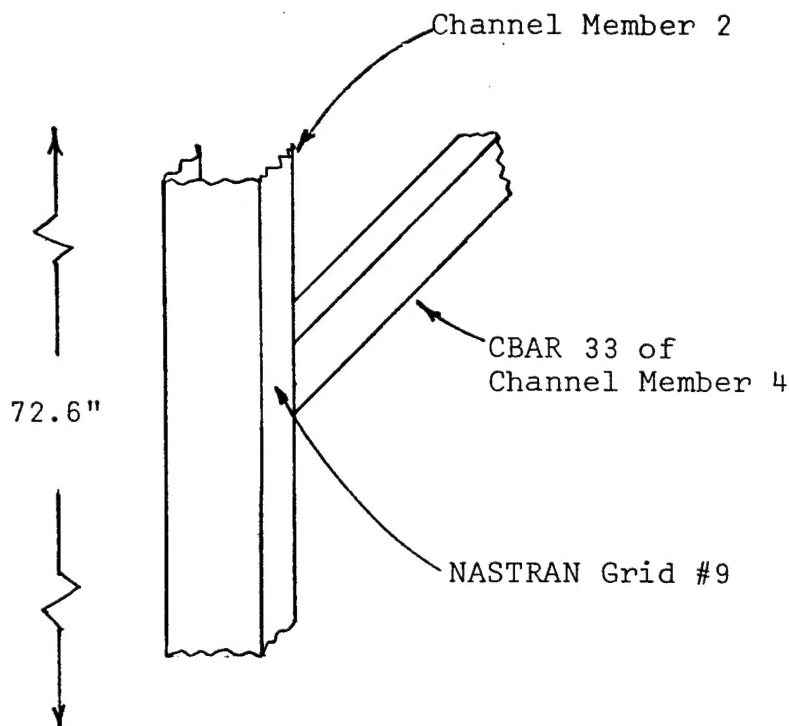 Channel Member 2
CBAR 33 of
Channel Member 4
72.6"
NASTRAN Grid #9